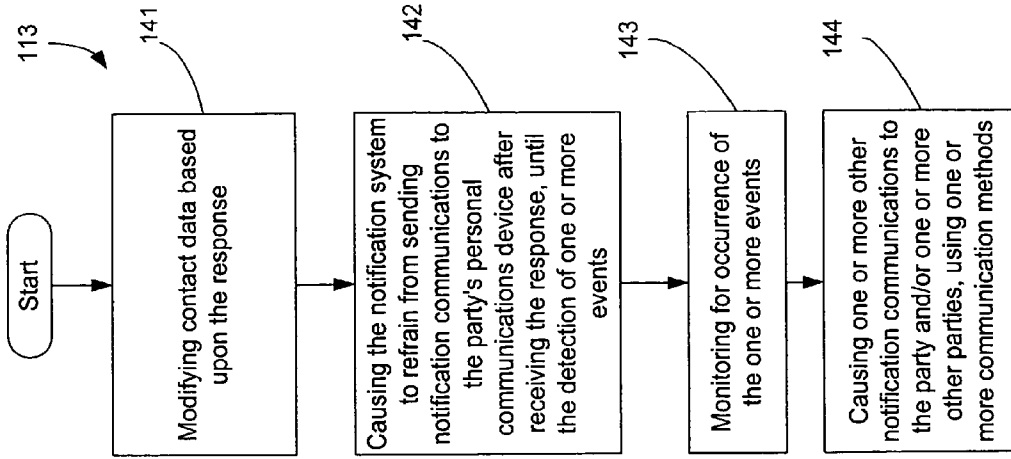 113
Start
141
Modifying contact data based
upon the response
142
Causing the notification system
to refrain from sending
notification communications to
the party's personal
communications device after
receiving the response, until
the detection of one or more
events
143
Monitoring for occurrence of
the one or more events
144
Causing one or more other
notification communications to
the party and/or one or more
other parties, using one or
more communication methods